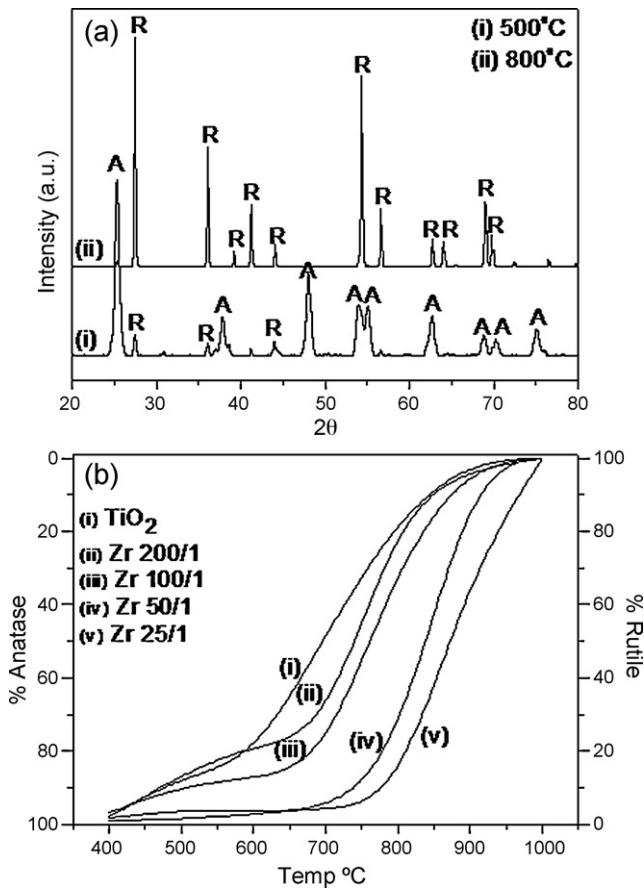 (a)
R
(i) 500°C
(ii) 800°C
R
A
R
R
R
R
R
R
R
R
R
R
(ii)
A
A
A
A
A
R
R
R
A
A
A
(i)
Intensity (a.u.)
20 30 40 50 60 70 80
2θ
(b)
0 100
(i) TiO2
(ii) Zr 200/1
(iii) Zr 100/1
(iv) Zr 50/1
(v) Zr 25/1
20 80
40 60
60 40
80 20
100 0
(i)
(ii)
(iii)
(iv)
(v)
% Anatase
% Rutile
400 500 600 700 800 900 1000
Temp ºC